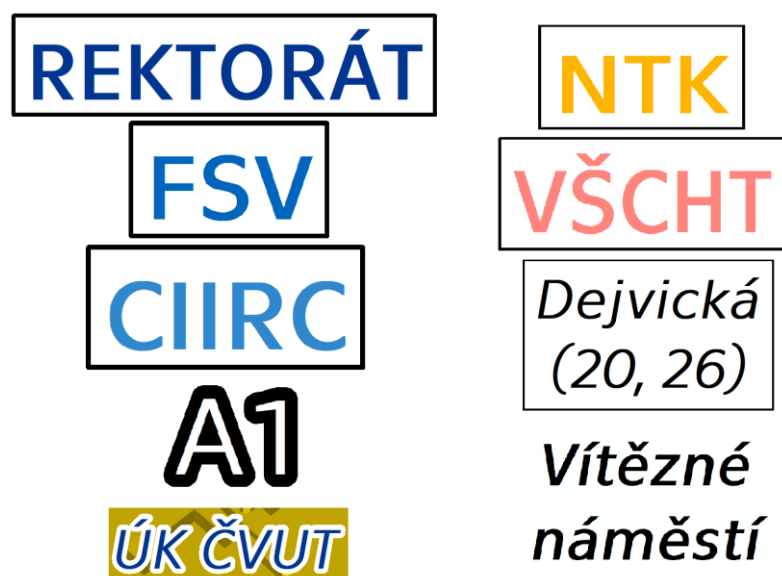 REKTORÁT
FSV
CIIRC
A1
ÚK ČVUT
NTK
VŠCHT
Dejvická
(20, 26)
Vítězné
náměstí